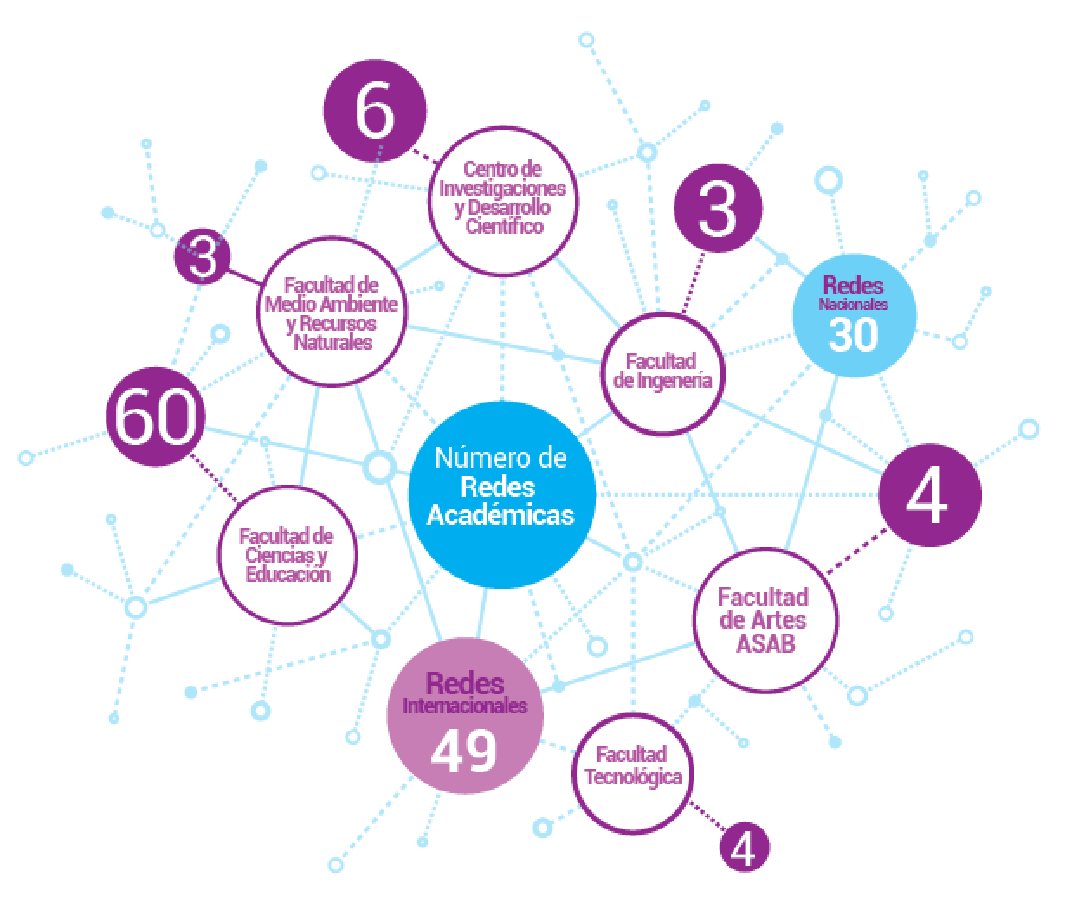 6
Centro de
Investigaciones
y Desarrollo
Científico
3
3
Facultad de
Medio Ambiente
y Recursos
Naturales
Redes
Nacionales
30
Facultad
de Ingenería
60
Número de
Redes
Académicas
4
Facultad de
Ciencias y
Educación
Facultad
de Artes
ASAB
Redes
Internacionales
49
Facultad
Tecnológica
4